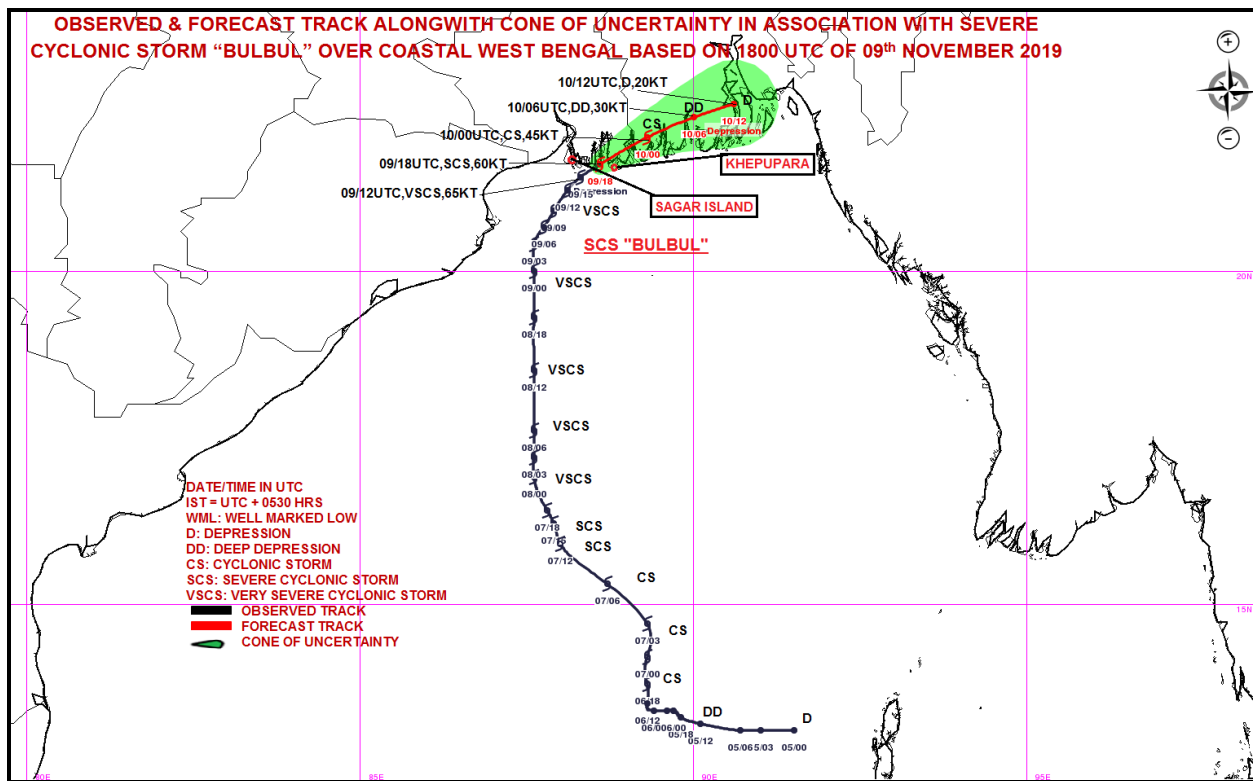 OBSERVED & FORECAST TRACK ALONGWITH CONE OF UNCERTAINTY IN ASSOCIATION WITH SEVERE
CYCLONIC STORM “BULBUL” OVER COASTAL WEST BENGAL BASED ON 1800 UTC OF 09th NOVEMBER 2019
10/12UTC,D,20KT
D
10/06UTC,DD,30KT
DD
10/12
Depression
10/00UTC,CS,45KT
CS
10/06
10/00
09/18UTC,SCS,60KT
KHEPUPARA
09/12UTC,VSCS,65KT
09/18
09/15
SAGAR ISLAND
09/12
VSCS
09/09
09/06
SCS "BULBUL"
09/03
20N
09/00
VSCS
08/18
VSCS
08/12
VSCS
08/06
08/03
VSCS
08/00
DATE/TIME IN UTC
IST = UTC + 0530 HRS
WML: WELL MARKED LOW
D: DEPRESSION
DD: DEEP DEPRESSION
CS: CYCLONIC STORM
SCS: SEVERE CYCLONIC STORM
VSCS: VERY SEVERE CYCLONIC STORM
OBSERVED TRACK
FORECAST TRACK
CONE OF UNCERTAINTY
07/18
SCS
SCS
07/12
CS
07/06
15N
CS
07/03
07/00
CS
06/18
06/12
06/00
05/18
DD
05/12
D
05/06
05/03
05/00
80E
85E
90E
95E